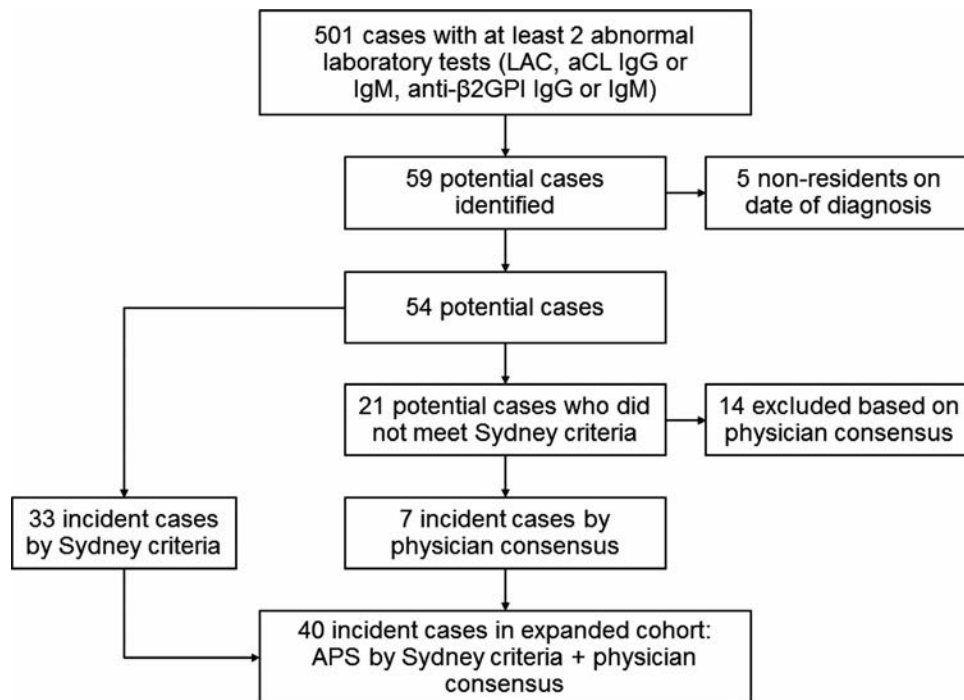 501 cases with at least 2 abnormal
laboratory tests (LAC, aCL IgG or
IgM, anti-β2GPI IgG or IgM)
59 potential cases
identified
5 non-residents on
date of diagnosis
54 potential cases
21 potential cases who did
not meet Sydney criteria
14 excluded based on
physician consensus
33 incident cases
by Sydney criteria
7 incident cases by
physician consensus
40 incident cases in expanded cohort:
APS by Sydney criteria + physician
consensus